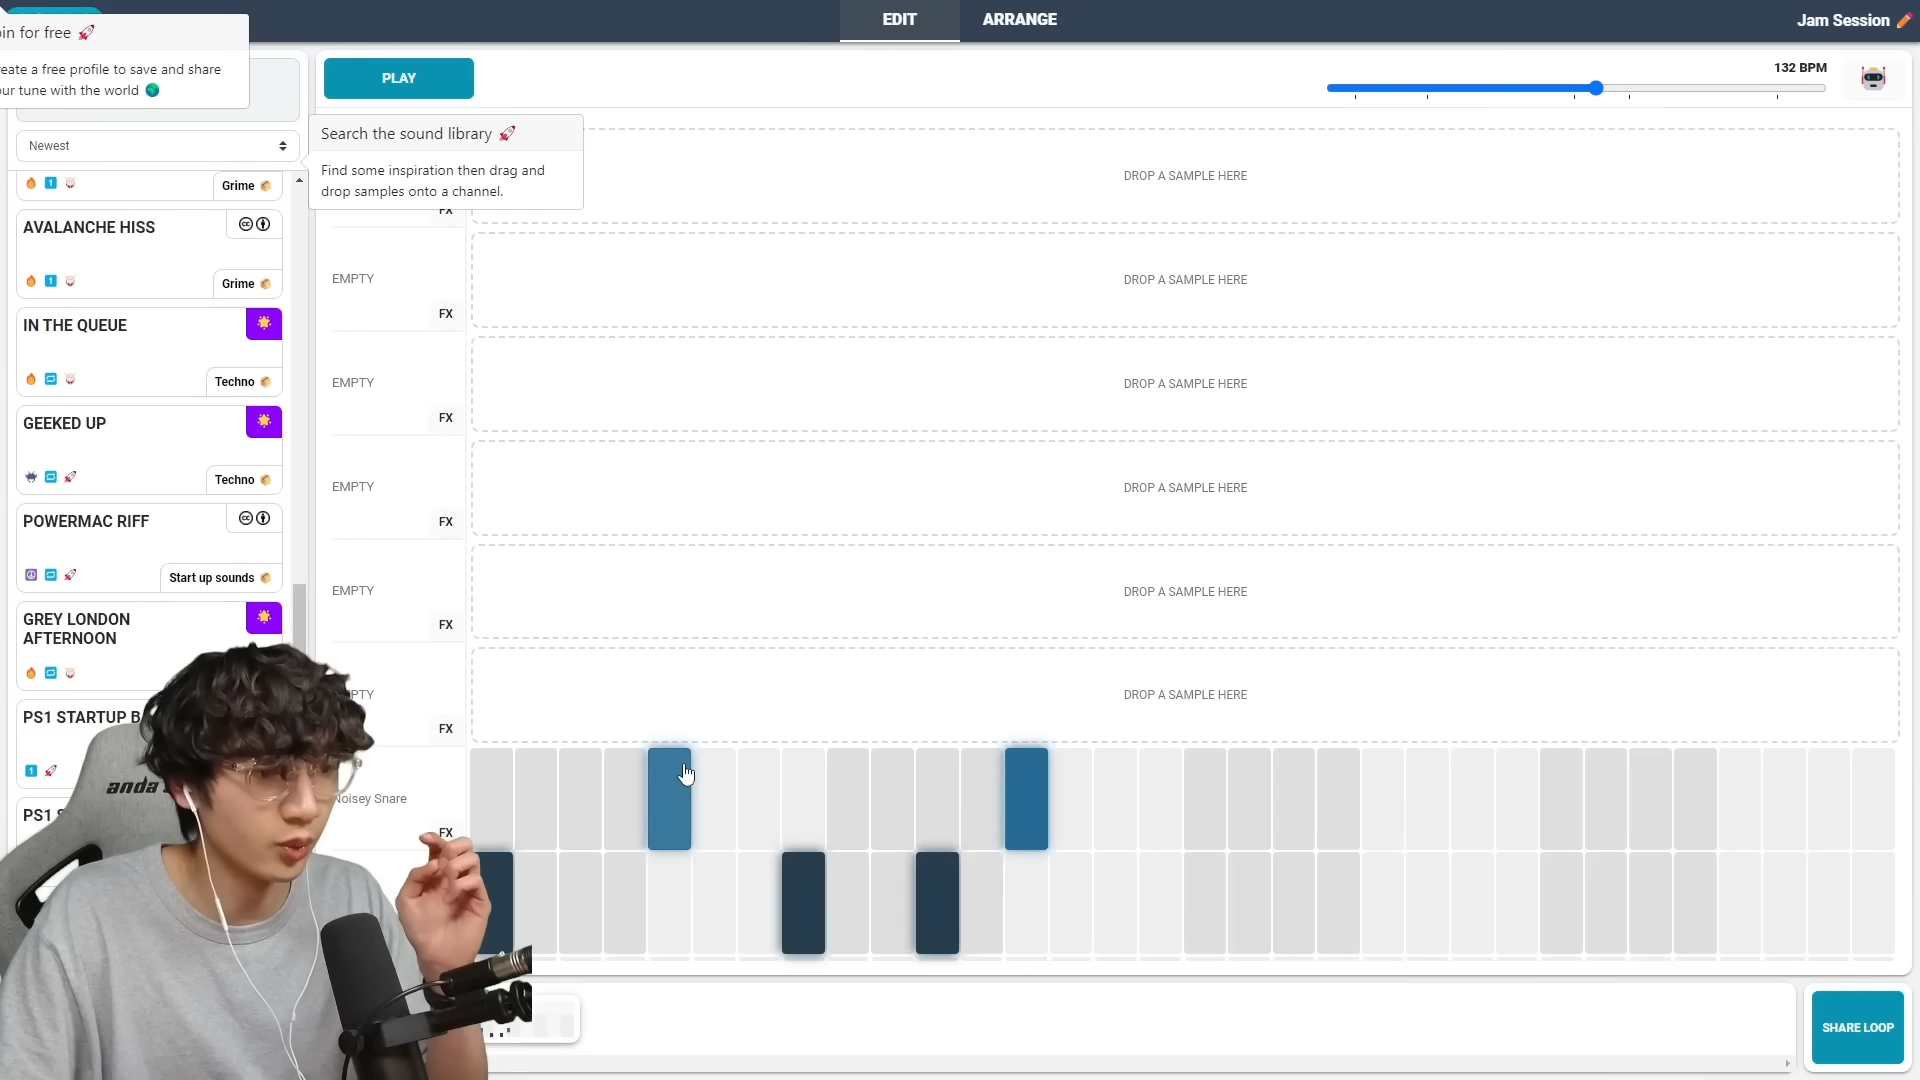 EDIT
ARRANGE
Jam Session
in for free
eate a free profile to save and share
ur tune with the world
PLAY
132 BPM
Newest
Search the sound library
Find some inspiration then drag and
drop samples onto a channel.
Grime
AVALANCHE HISS
Grime
IN THE QUEUE
Techno
GEEKED UP
Techno
POWERMAC RIFF
Start up sounds
GREY LONDON
AFTERNOON
PS1 STARTUP B
PS1 S
DROP A SAMPLE HERE
FX
EMPTY
FX
DROP A SAMPLE HERE
EMPTY
FX
DROP A SAMPLE HERE
EMPTY
FX
DROP A SAMPLE HERE
EMPTY
FX
DROP A SAMPLE HERE
PTY
FX
DROP A SAMPLE HERE
Noisey Snare
FX
anda
SHARE LOOP